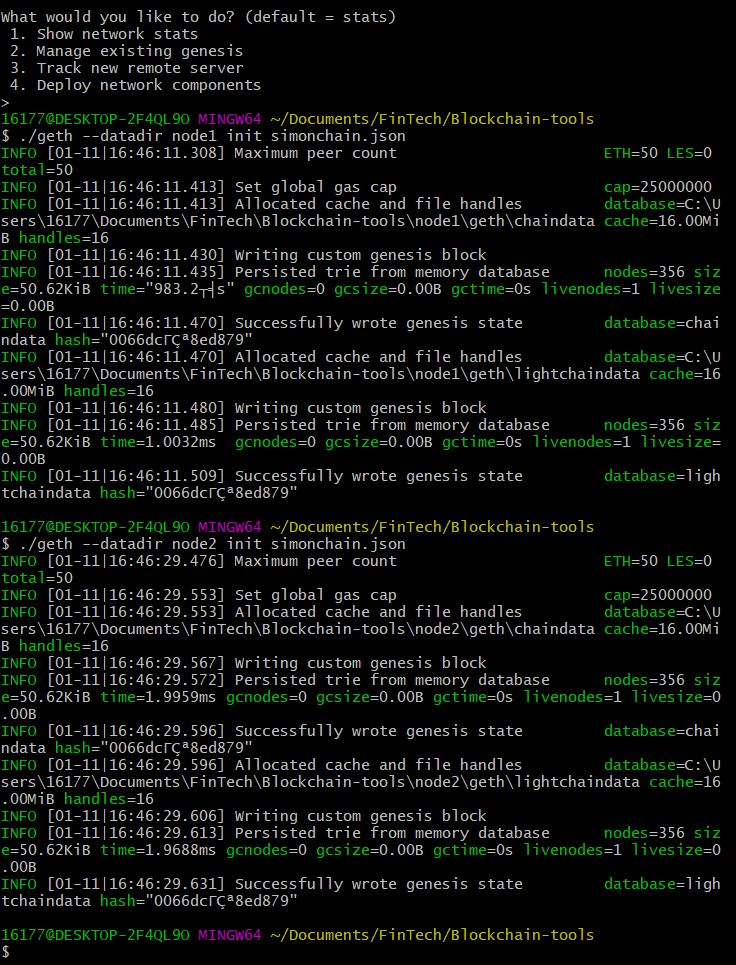 What would you like to do? (default = stats)
 1. Show network stats
 2. Manage existing genesis
 3. Track new remote server
 4. Deploy network components
>
16177@DESKTOP-2F4QL9O MINGW64 ~/Documents/FinTech/Blockchain-tools
$ ./geth --datadir node1 init simonchain.json
INFO [01-11|16:46:11.308] Maximum peer count                       ETH=50 LES=0
total=50
INFO [01-11|16:46:11.413] Set global gas cap                       cap=25000000
INFO [01-11|16:46:11.413] Allocated cache and file handles         database=C:\U
sers\16177\Documents\FinTech\Blockchain-tools\node1\geth\chaindata cache=16.00Mi
B handles=16
INFO [01-11|16:46:11.430] Writing custom genesis block
INFO [01-11|16:46:11.435] Persisted trie from memory database      nodes=356 siz
e=50.62KiB time="983.2┬╡s" gcnodes=0 gcsize=0.00B gctime=0s livenodes=1 livesize
=0.00B
INFO [01-11|16:46:11.470] Successfully wrote genesis state         database=chai
ndata hash="0066dcΓÇª8ed879"
INFO [01-11|16:46:11.470] Allocated cache and file handles         database=C:\U
sers\16177\Documents\FinTech\Blockchain-tools\node1\geth\lightchaindata cache=16
.00MiB handles=16
INFO [01-11|16:46:11.480] Writing custom genesis block
INFO [01-11|16:46:11.485] Persisted trie from memory database      nodes=356 siz
e=50.62KiB time=1.0032ms  gcnodes=0 gcsize=0.00B gctime=0s livenodes=1 livesize=
0.00B
INFO [01-11|16:46:11.509] Successfully wrote genesis state         database=ligh
tchaindata hash="0066dcΓÇª8ed879"

16177@DESKTOP-2F4QL9O MINGW64 ~/Documents/FinTech/Blockchain-tools
$ ./geth --datadir node2 init simonchain.json
INFO [01-11|16:46:29.476] Maximum peer count                       ETH=50 LES=0
total=50
INFO [01-11|16:46:29.553] Set global gas cap                       cap=25000000
INFO [01-11|16:46:29.553] Allocated cache and file handles         database=C:\U
sers\16177\Documents\FinTech\Blockchain-tools\node2\geth\chaindata cache=16.00Mi
B handles=16
INFO [01-11|16:46:29.567] Writing custom genesis block
INFO [01-11|16:46:29.572] Persisted trie from memory database      nodes=356 siz
e=50.62KiB time=1.9959ms gcnodes=0 gcsize=0.00B gctime=0s livenodes=1 livesize=0
.00B
INFO [01-11|16:46:29.596] Successfully wrote genesis state         database=chai
ndata hash="0066dcΓÇª8ed879"
INFO [01-11|16:46:29.596] Allocated cache and file handles         database=C:\U
sers\16177\Documents\FinTech\Blockchain-tools\node2\geth\lightchaindata cache=16
.00MiB handles=16
INFO [01-11|16:46:29.606] Writing custom genesis block
INFO [01-11|16:46:29.613] Persisted trie from memory database      nodes=356 siz
e=50.62KiB time=1.9688ms gcnodes=0 gcsize=0.00B gctime=0s livenodes=1 livesize=0
.00B
INFO [01-11|16:46:29.631] Successfully wrote genesis state         database=ligh
tchaindata hash="0066dcΓÇª8ed879"

16177@DESKTOP-2F4QL9O MINGW64 ~/Documents/FinTech/Blockchain-tools
$